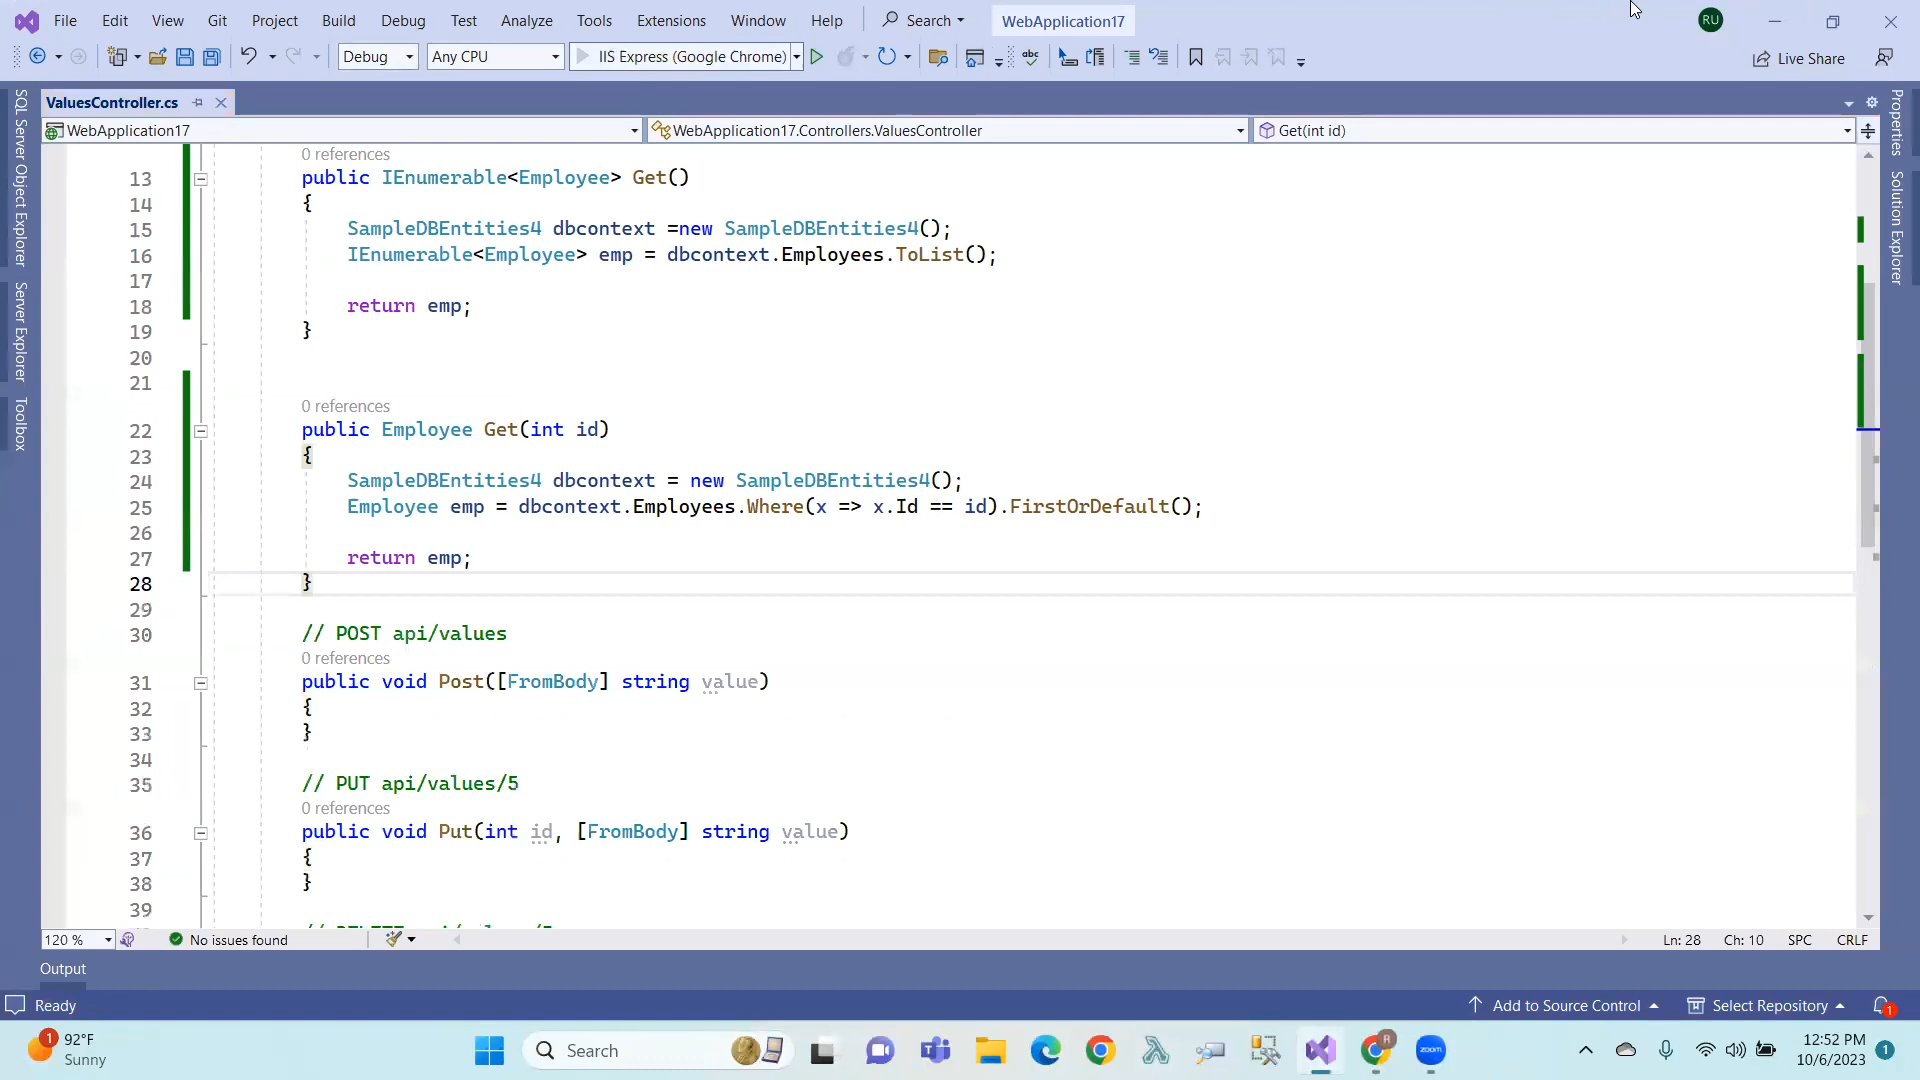 File Edit View Git Project Build Debug Test Analyze Tools Extensions Window Help Search WebApplication17 RU
Debug Any CPU IIS Express (Google Chrome) Live Share
ValuesController.cs
WebApplication17 WebApplication17.Controllers.ValuesController Get(int id)
SQL Server Object Explorer
Server Explorer
Toolbox
Properties
Solution Explorer
0 references
13 public IEnumerable<Employee> Get()
14 {
15 SampleDBEntities4 dbcontext =new SampleDBEntities4();
16 IEnumerable<Employee> emp = dbcontext.Employees.ToList();
17
18 return emp;
19 }
20
21
0 references
22 public Employee Get(int id)
23 {
24 SampleDBEntities4 dbcontext = new SampleDBEntities4();
25 Employee emp = dbcontext.Employees.Where(x => x.Id == id).FirstOrDefault();
26
27 return emp;
28 }
29
30 // POST api/values
0 references
31 public void Post([FromBody] string value)
32 {
33 }
34
35 // PUT api/values/5
0 references
36 public void Put(int id, [FromBody] string value)
37 {
38 }
39
120 % No issues found Ln: 28 Ch: 10 SPC CRLF
Output
Ready Add to Source Control Select Repository 1
1 92°F
Sunny
Search
zoom
R
12:52 PM
10/6/2023
1